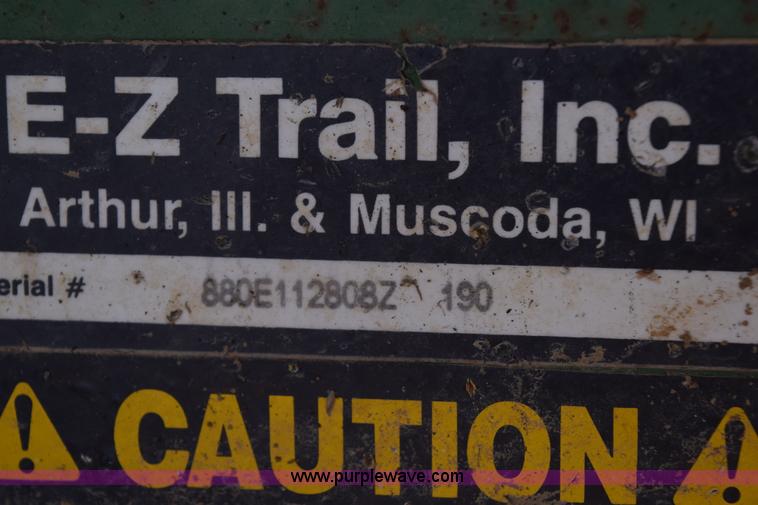 E-Z Trail, Inc.
Arthur, Ill. & Muscoda, WI
erial # 880E112808Z 190
CAUTION
www.purplewave.com